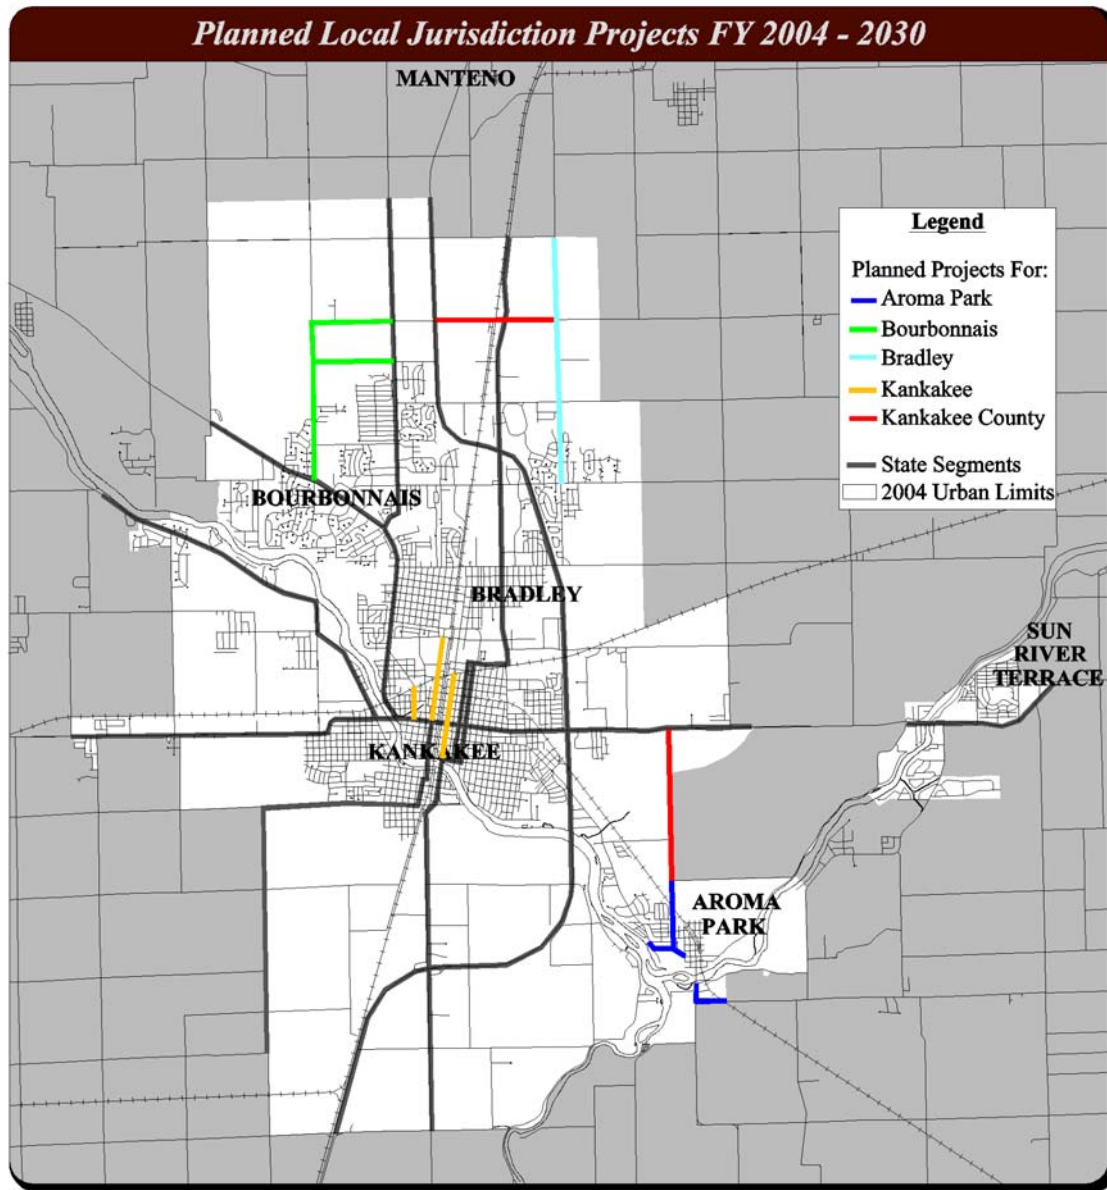 Planned Local Jurisdiction Projects FY 2004 - 2030
MANTENO
Legend
Planned Projects For:
Aroma Park
Bourbonnais
Bradley
Kankakee
Kankakee County
State Segments
2004 Urban Limits
BOURBONNAIS
BRADLEY
SUN
RIVER
TERRACE
KANKAKEE
AROMA
PARK